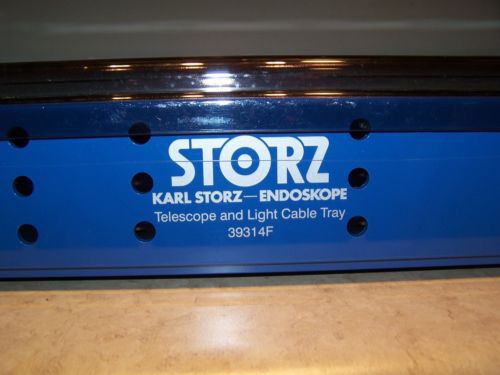 STORZ
KARL STORZ—ENDOSKOPE
Telescope and Light Cable Tray
39314F